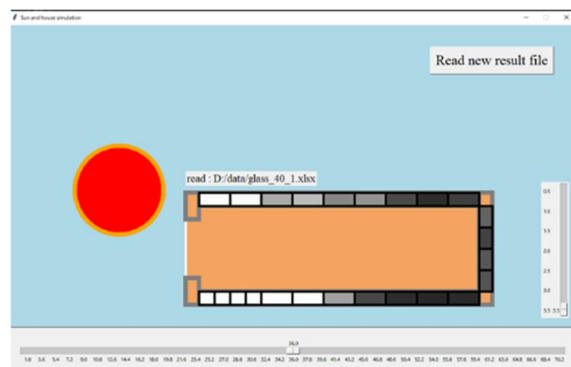 Sun and house simulation
Read new result file
read : D:/data/glass_40_1.xlsx
0.5
1.0
1.5
2.0
2.5
3.0
3.5 3.5
36.0
1.8 3.6 5.4 7.2 9.0 10.8 12.6 14.4 16.2 18.0 19.8 21.6 23.4 25.2 27.0 28.8 30.6 32.4 34.2 36.0 37.8 39.6 41.4 43.2 45.0 46.8 48.6 50.4 52.2 54.0 55.8 57.6 59.4 61.2 63.0 64.8 66.6 68.4 70.2